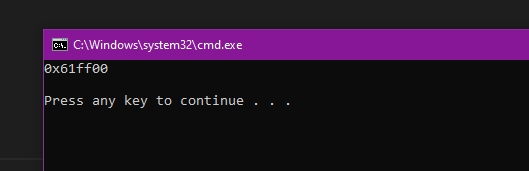 C:\Windows\system32\cmd.exe
0x61ff00
Press any key to continue . . .